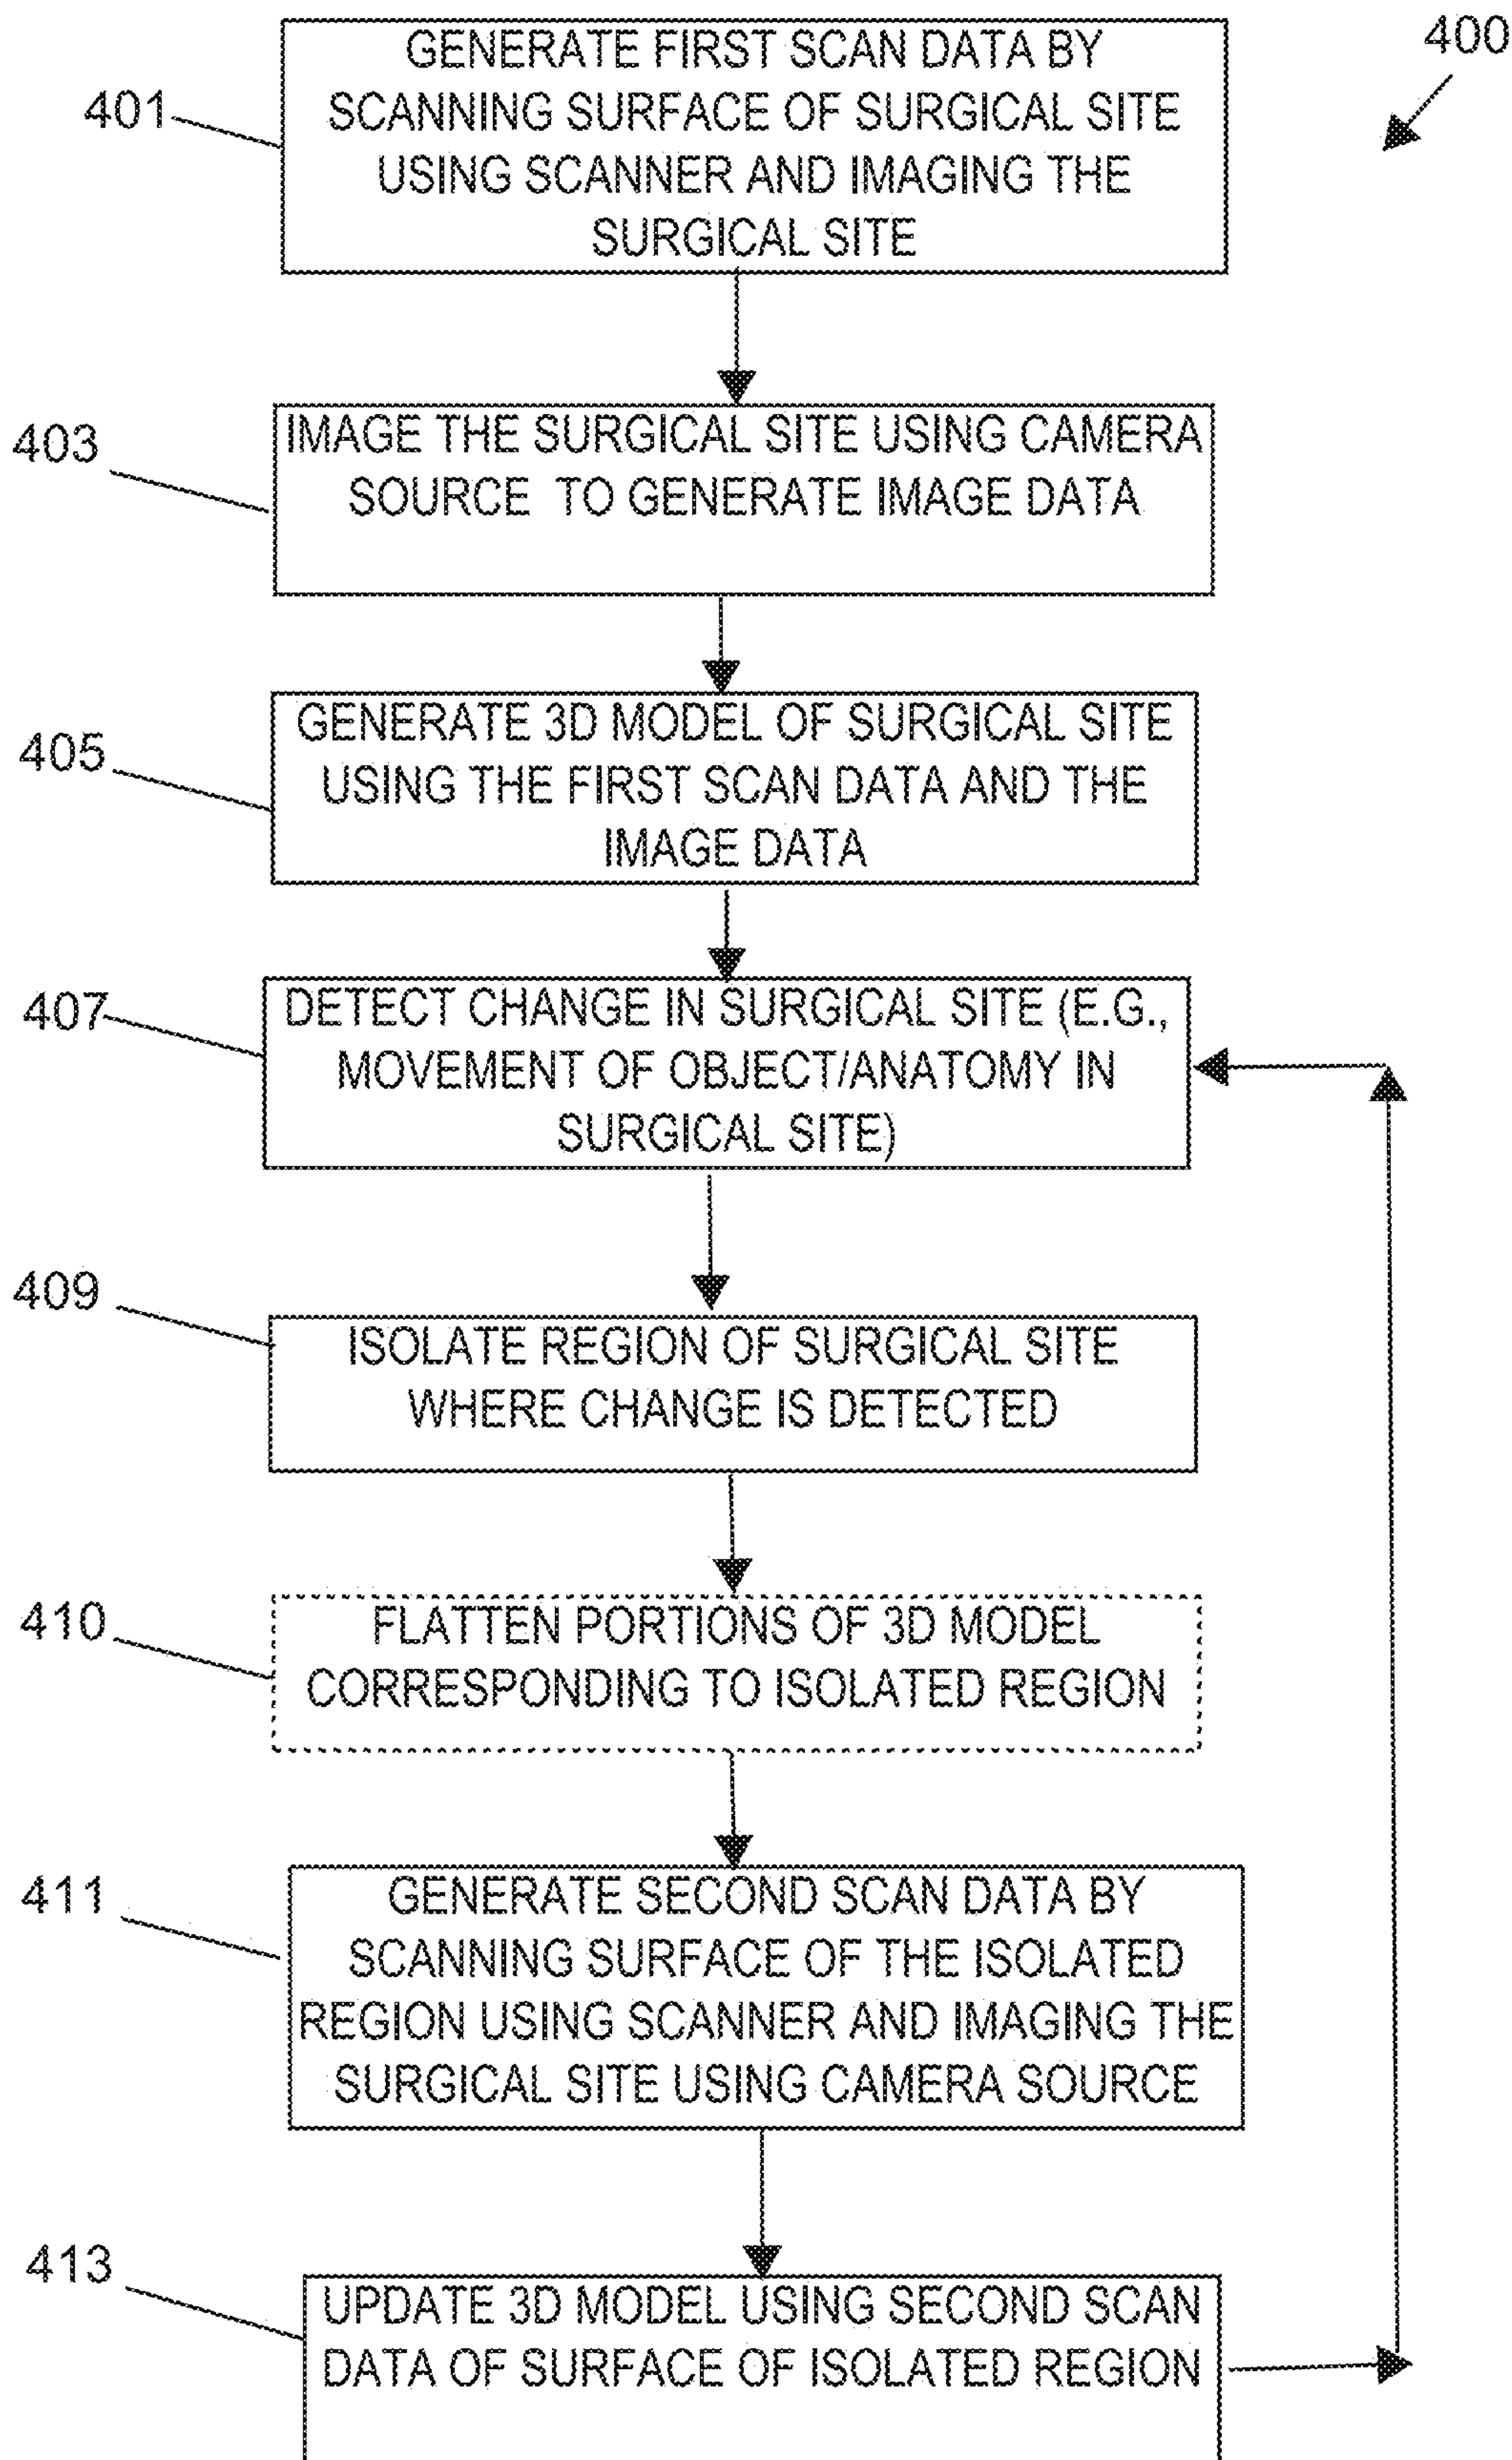 400
401
GENERATE FIRST SCAN DATA BY
SCANNING SURFACE OF SURGICAL SITE
USING SCANNER AND IMAGING THE
SURGICAL SITE
403
IMAGE THE SURGICAL SITE USING CAMERA
SOURCE TO GENERATE IMAGE DATA
405
GENERATE 3D MODEL OF SURGICAL SITE
USING THE FIRST SCAN DATA AND THE
IMAGE DATA
407
DETECT CHANGE IN SURGICAL SITE (E.G.,
MOVEMENT OF OBJECT/ANATOMY IN
SURGICAL SITE)
409
ISOLATE REGION OF SURGICAL SITE
WHERE CHANGE IS DETECTED
410
FLATTEN PORTIONS OF 3D MODEL
CORRESPONDING TO ISOLATED REGION
411
GENERATE SECOND SCAN DATA BY
SCANNING SURFACE OF THE ISOLATED
REGION USING SCANNER AND IMAGING THE
SURGICAL SITE USING CAMERA SOURCE
413
UPDATE 3D MODEL USING SECOND SCAN
DATA OF SURFACE OF ISOLATED REGION